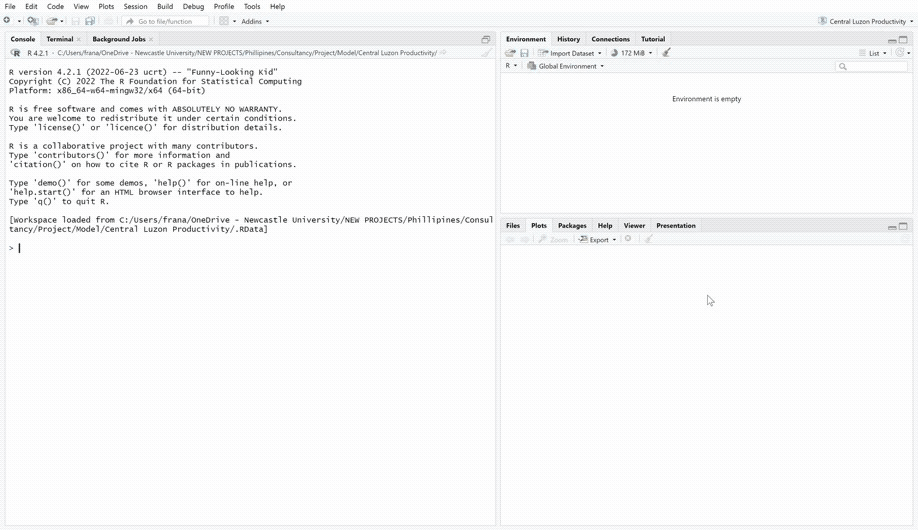 File Edit Code View Plots Session Build Debug Profile Tools Help
Go to file/function Addins Central Luzon Productivity
Console Terminal Background Jobs
R 4.2.1 · C:/Users/frana/OneDrive - Newcastle University/NEW PROJECTS/Phillipines/Consultancy/Project/Model/Central Luzon Productivity/
R version 4.2.1 (2022-06-23 ucrt) -- "Funny-Looking Kid"
Copyright (C) 2022 The R Foundation for Statistical Computing
Platform: x86_64-w64-mingw32/x64 (64-bit)
R is free software and comes with ABSOLUTELY NO WARRANTY.
You are welcome to redistribute it under certain conditions.
Type 'license()' or 'licence()' for distribution details.
R is a collaborative project with many contributors.
Type 'contributors()' for more information and
'citation()' on how to cite R or R packages in publications.
Type 'demo()' for some demos, 'help()' for on-line help, or
'help.start()' for an HTML browser interface to help.
Type 'q()' to quit R.
[Workspace loaded from C:/Users/frana/OneDrive - Newcastle University/NEW PROJECTS/Phillipines/Consul
tancy/Project/Model/Central Luzon Productivity/.RData]
>
Environment History Connections Tutorial
Import Dataset 172 MiB List
R Global Environment
Environment is empty
Files Plots Packages Help Viewer Presentation
Zoom Export